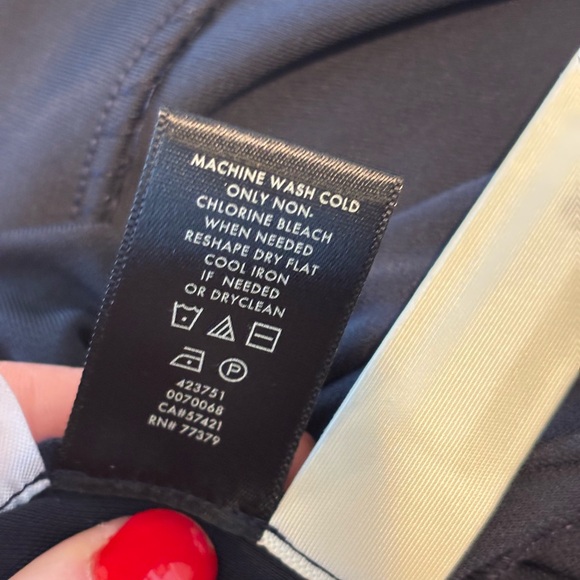 MACHINE WASH COLD
ONLY NON-
CHLORINE BLEACH
WHEN NEEDED
RESHAPE DRY FLAT
COOL IRON
IF NEEDED
OR DRYCLEAN
P
423751
0070068
CA#57421
RN# 77379